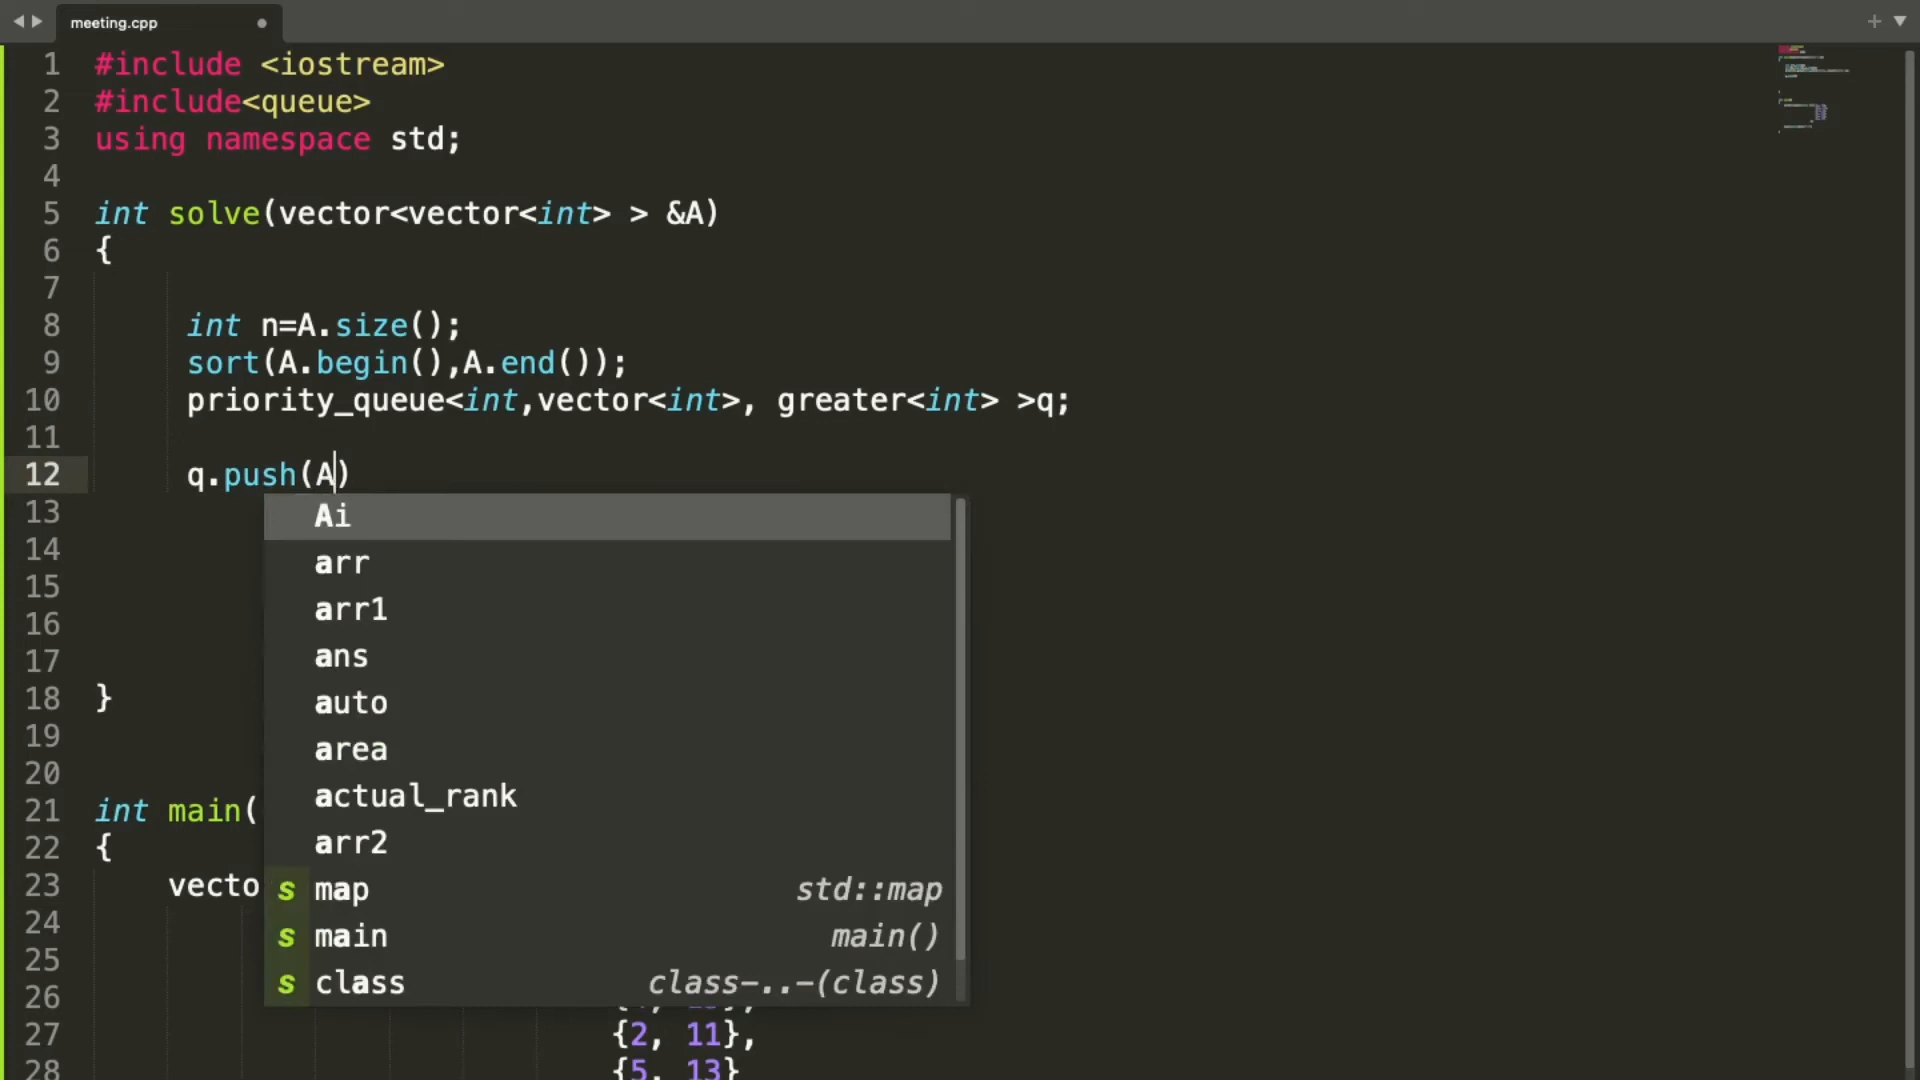 meeting.cpp
1 #include <iostream>
2 #include<queue>
3 using namespace std;
4
5 int solve(vector<vector<int> > &A)
6 {
7
8 int n=A.size();
9 sort(A.begin(),A.end());
10 priority_queue<int,vector<int>, greater<int> >q;
11
12 q.push(A)
13 Ai
14 arr
15 arr1
16 ans
17 auto
18 }
area
19
actual_rank
20
21 int main(
arr2
22 {
23 vecto
s map std::map
24
s main main()
25
s class class-..-(class)
26
27 {2, 11},
28 {5, 13}